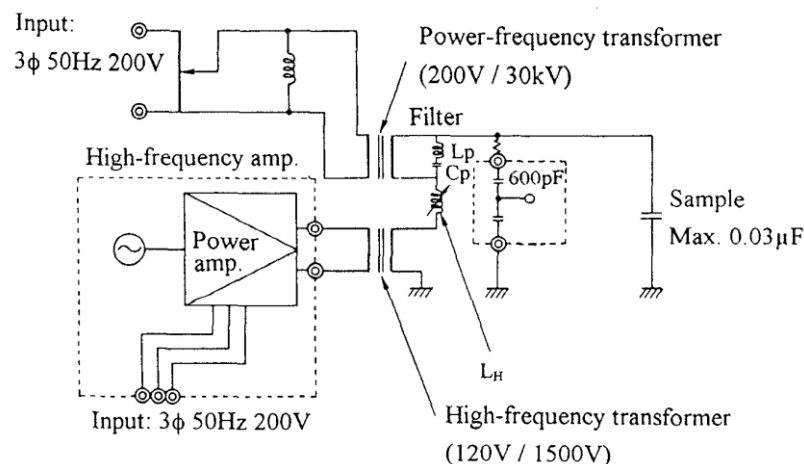 Input:
3ϕ 50Hz 200V
Power-frequency transformer
(200V / 30kV)
Filter
High-frequency amp.
Lp
Cp
600pF
Power
amp.
Sample
Max. 0.03μF
L_H
Input: 3ϕ 50Hz 200V
High-frequency transformer
(120V / 1500V)